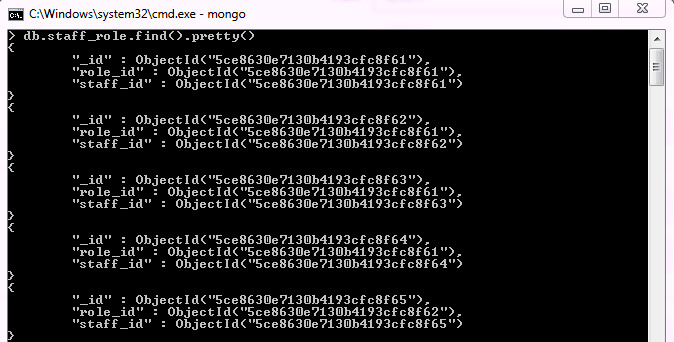 C:\Windows\system32\cmd.exe - mongo
> db.staff_role.find().pretty()
{
"_id" : ObjectId("5ce8630e7130b4193cfc8f61"),
"role_id" : ObjectId("5ce8630e7130b4193cfc8f61"),
"staff_id" : ObjectId("5ce8630e7130b4193cfc8f61")
}
{
"_id" : ObjectId("5ce8630e7130b4193cfc8f62"),
"role_id" : ObjectId("5ce8630e7130b4193cfc8f61"),
"staff_id" : ObjectId("5ce8630e7130b4193cfc8f62")
}
{
"_id" : ObjectId("5ce8630e7130b4193cfc8f63"),
"role_id" : ObjectId("5ce8630e7130b4193cfc8f61"),
"staff_id" : ObjectId("5ce8630e7130b4193cfc8f63")
}
{
"_id" : ObjectId("5ce8630e7130b4193cfc8f64"),
"role_id" : ObjectId("5ce8630e7130b4193cfc8f61"),
"staff_id" : ObjectId("5ce8630e7130b4193cfc8f64")
}
{
"_id" : ObjectId("5ce8630e7130b4193cfc8f65"),
"role_id" : ObjectId("5ce8630e7130b4193cfc8f62"),
"staff_id" : ObjectId("5ce8630e7130b4193cfc8f65")
}